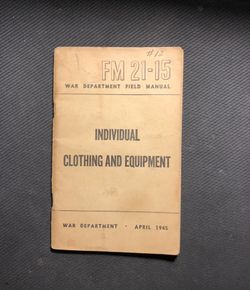 #12
FM 21-15
WAR DEPARTMENT FIELD MANUAL
INDIVIDUAL
CLOTHING AND EQUIPMENT
WAR DEPARTMENT · APRIL 1945